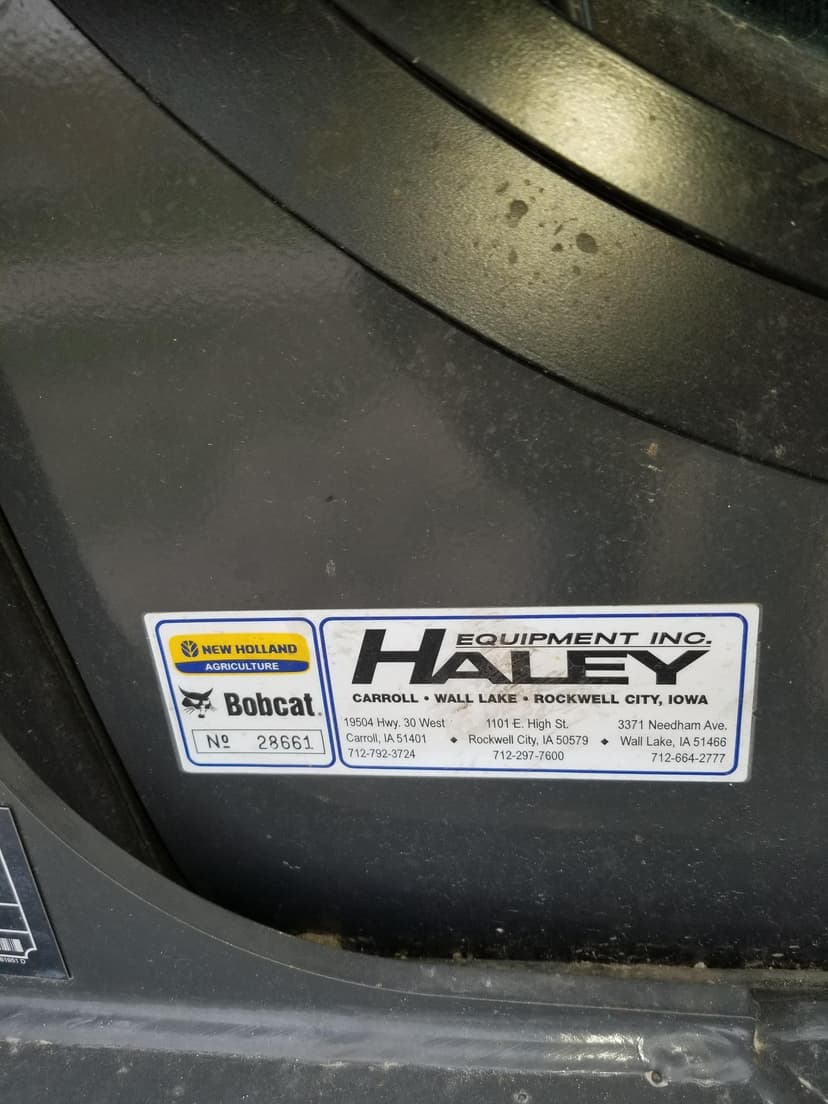 NEW HOLLAND
AGRICULTURE
Bobcat.
Nº 28661
HALEY
EQUIPMENT INC.
CARROLL • WALL LAKE • ROCKWELL CITY, IOWA
19504 Hwy. 30 West
Carroll, IA 51401
712-792-3724
◆
1101 E. High St.
Rockwell City, IA 50579
712-297-7600
◆
3371 Needham Ave.
Wall Lake, IA 51466
712-664-2777